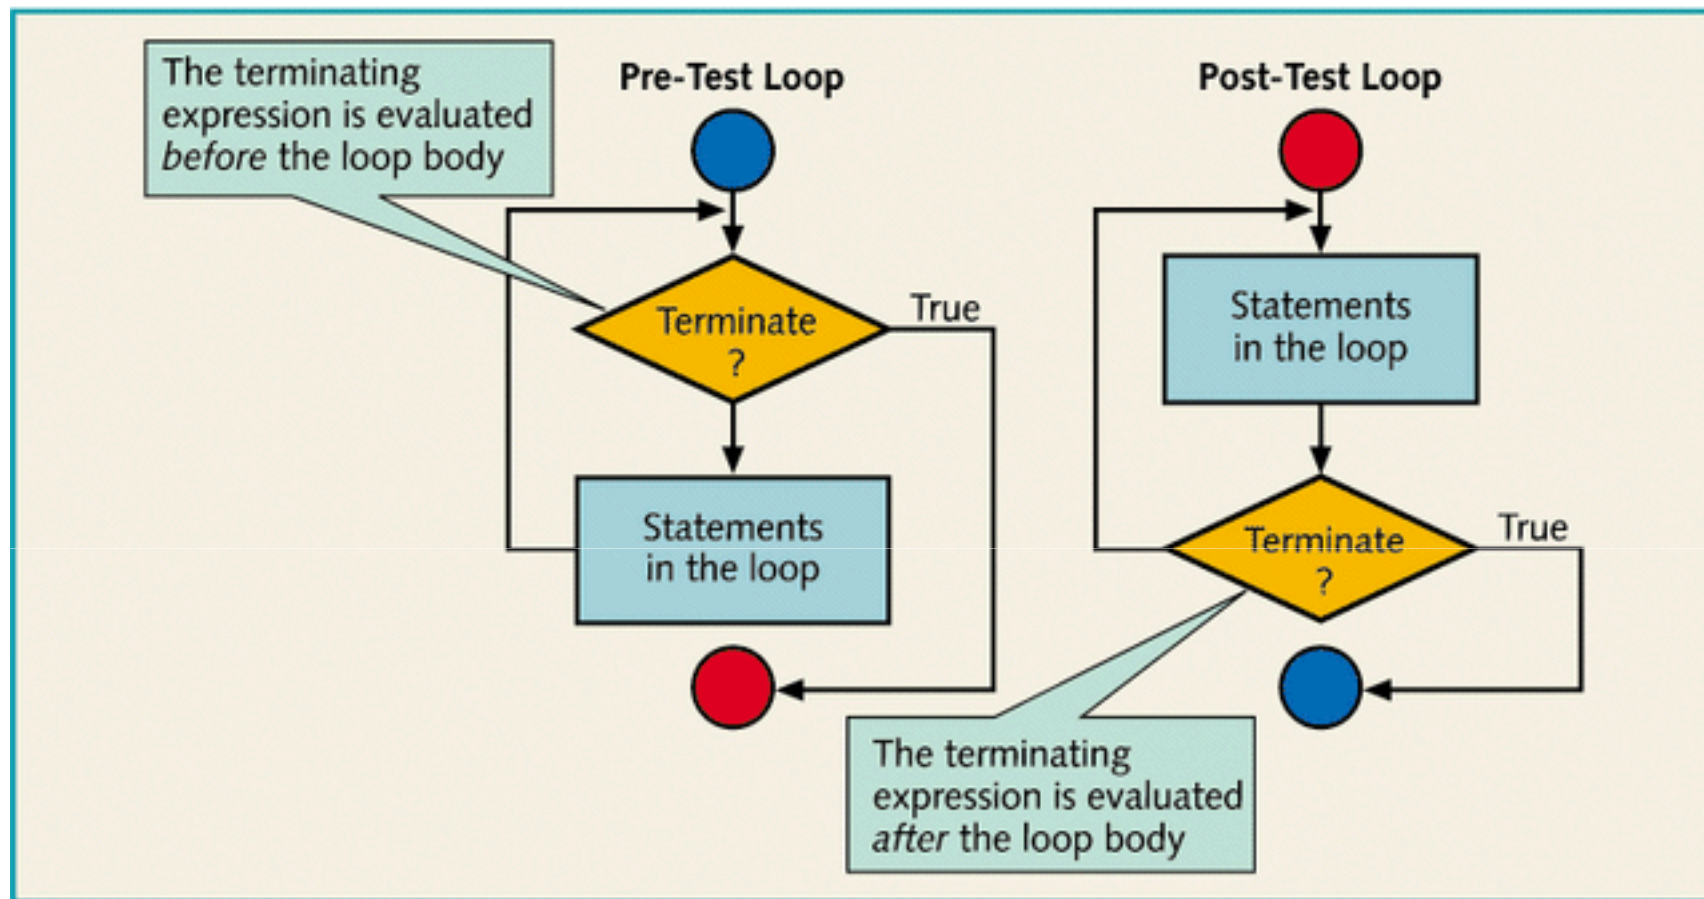 The terminating
expression is evaluated
before the loop body
Pre-Test Loop
Terminate
?
True
Statements
in the loop
Post-Test Loop
Statements
in the loop
Terminate
?
True
The terminating
expression is evaluated
after the loop body